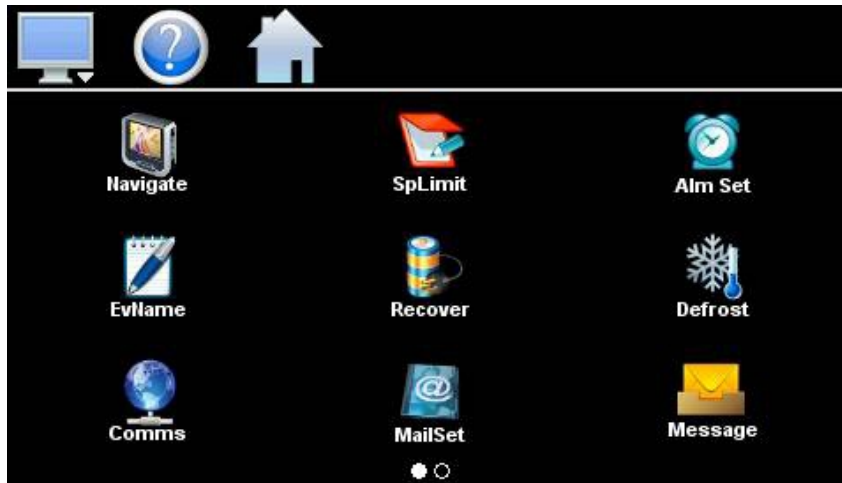 Navigate
SpLimit
Alm Set
EvName
Recover
Defrost
Comms
MailSet
Message